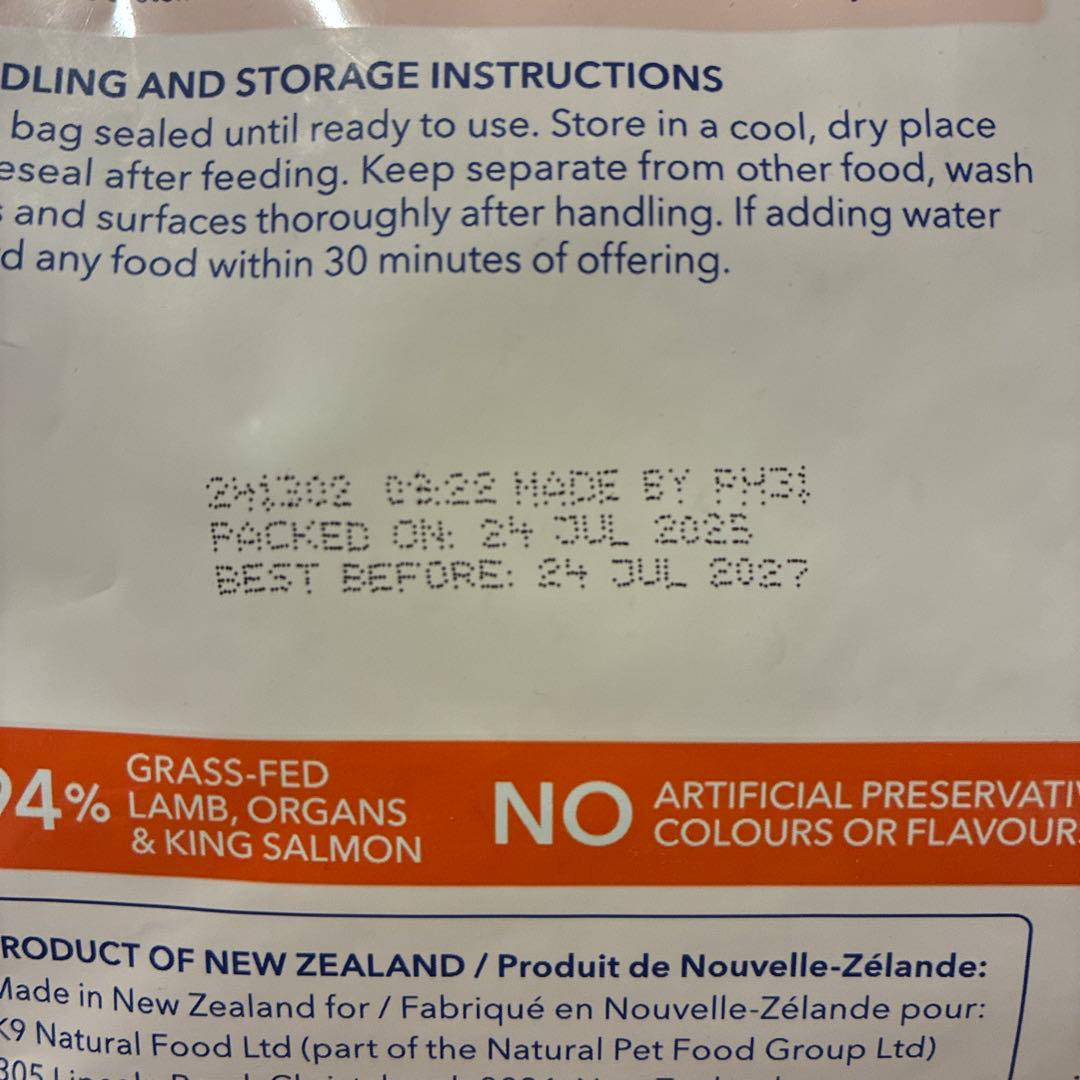 DLING AND STORAGE INSTRUCTIONS
bag sealed until ready to use. Store in a cool, dry place
eseal after feeding. Keep separate from other food, wash
and surfaces thoroughly after handling. If adding water
d any food within 30 minutes of offering.
08:22 MADE BY
PACKED ON: 24 JUL 2025
BEST BEFORE: 24 JUL 2027
94% GRASS-FED
LAMB, ORGANS
& KING SALMON
NO ARTIFICIAL PRESERVATI
COLOURS OR FLAVOURS
RODUCT OF NEW ZEALAND / Produit de Nouvelle-Zélande:
Made in New Zealand for / Fabriqué en Nouvelle-Zélande pour:
K9 Natural Food Ltd (part of the Natural Pet Food Group Ltd)
305